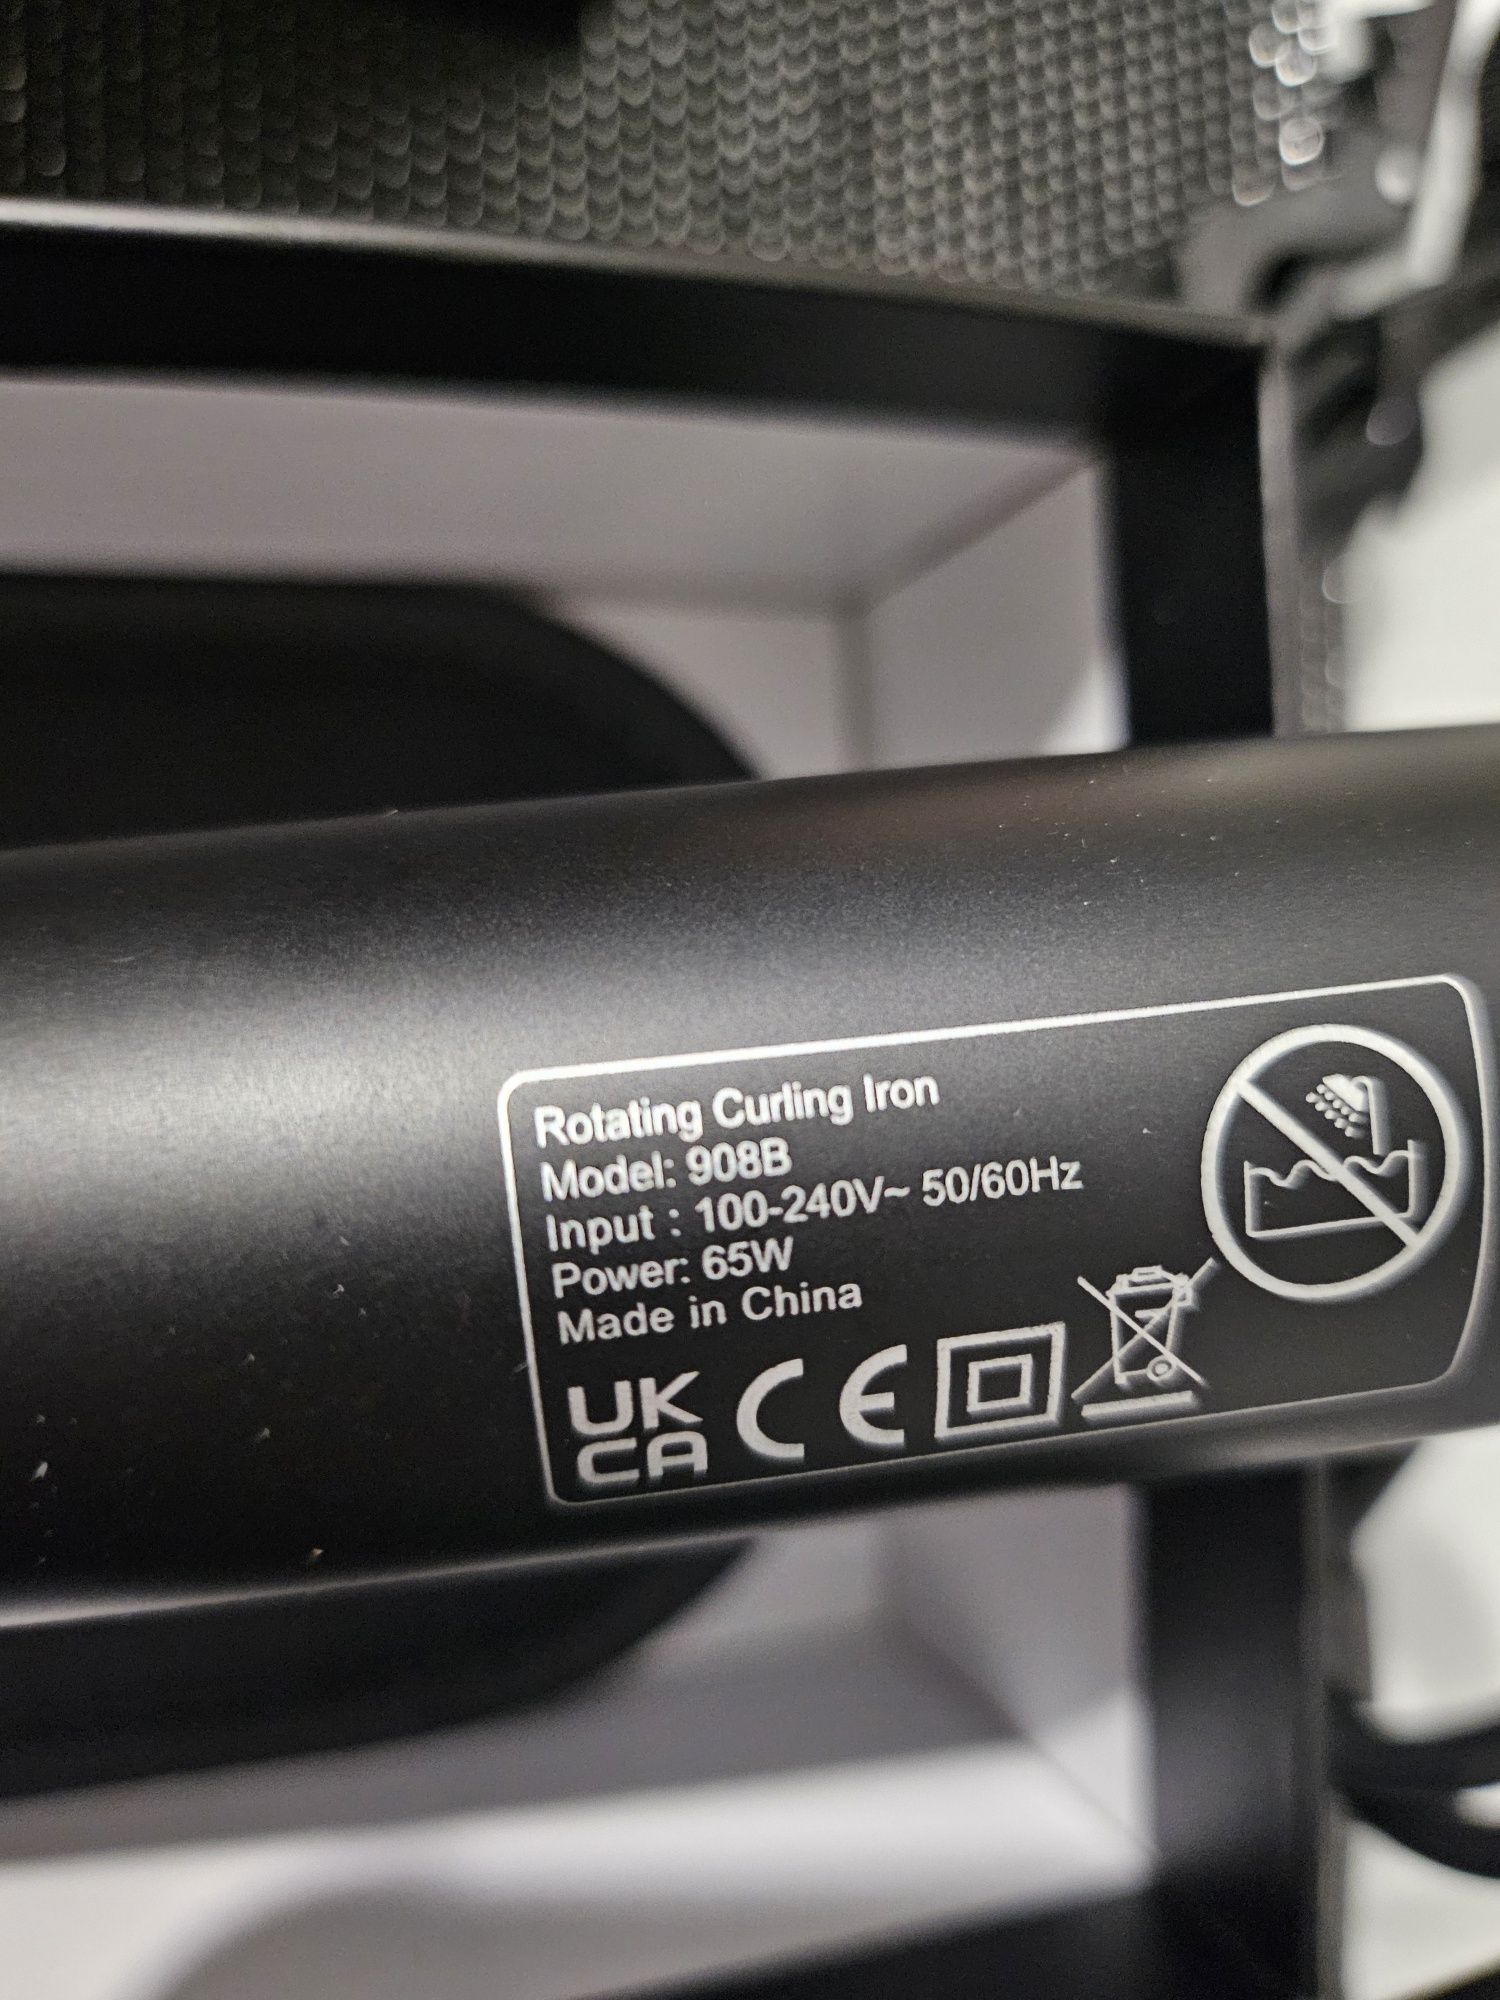 Rotating Curling Iron
Model: 908B
Input : 100-240V~ 50/60Hz
Power: 65W
Made in China
UK
CA CE